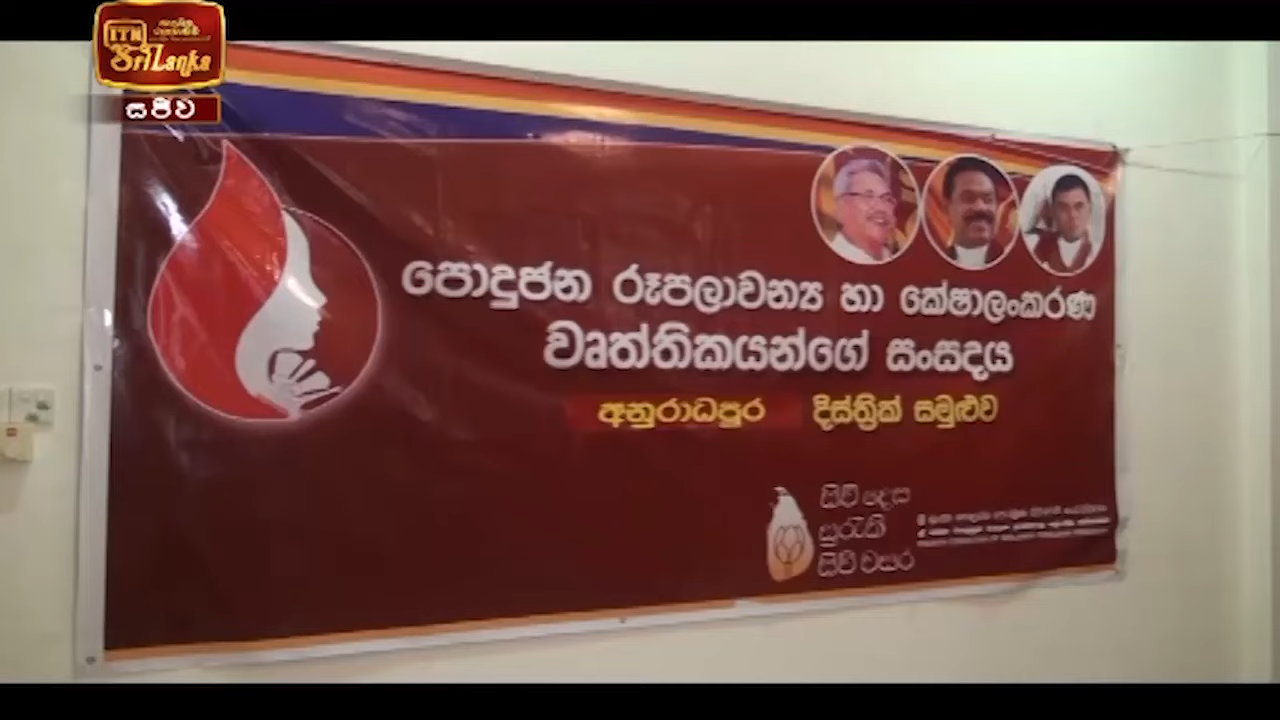 ITN
SriLanka
සජීව
පොදුජන රූපලාවන්‍ය හා කේෂාලංකරණ
වෘත්තිකයන්ගේ සංසදය
අනුරාධපුර දිස්ත්‍රික් සමුළුව
සිව් දෙස
සුරැකි
සිව් වසර